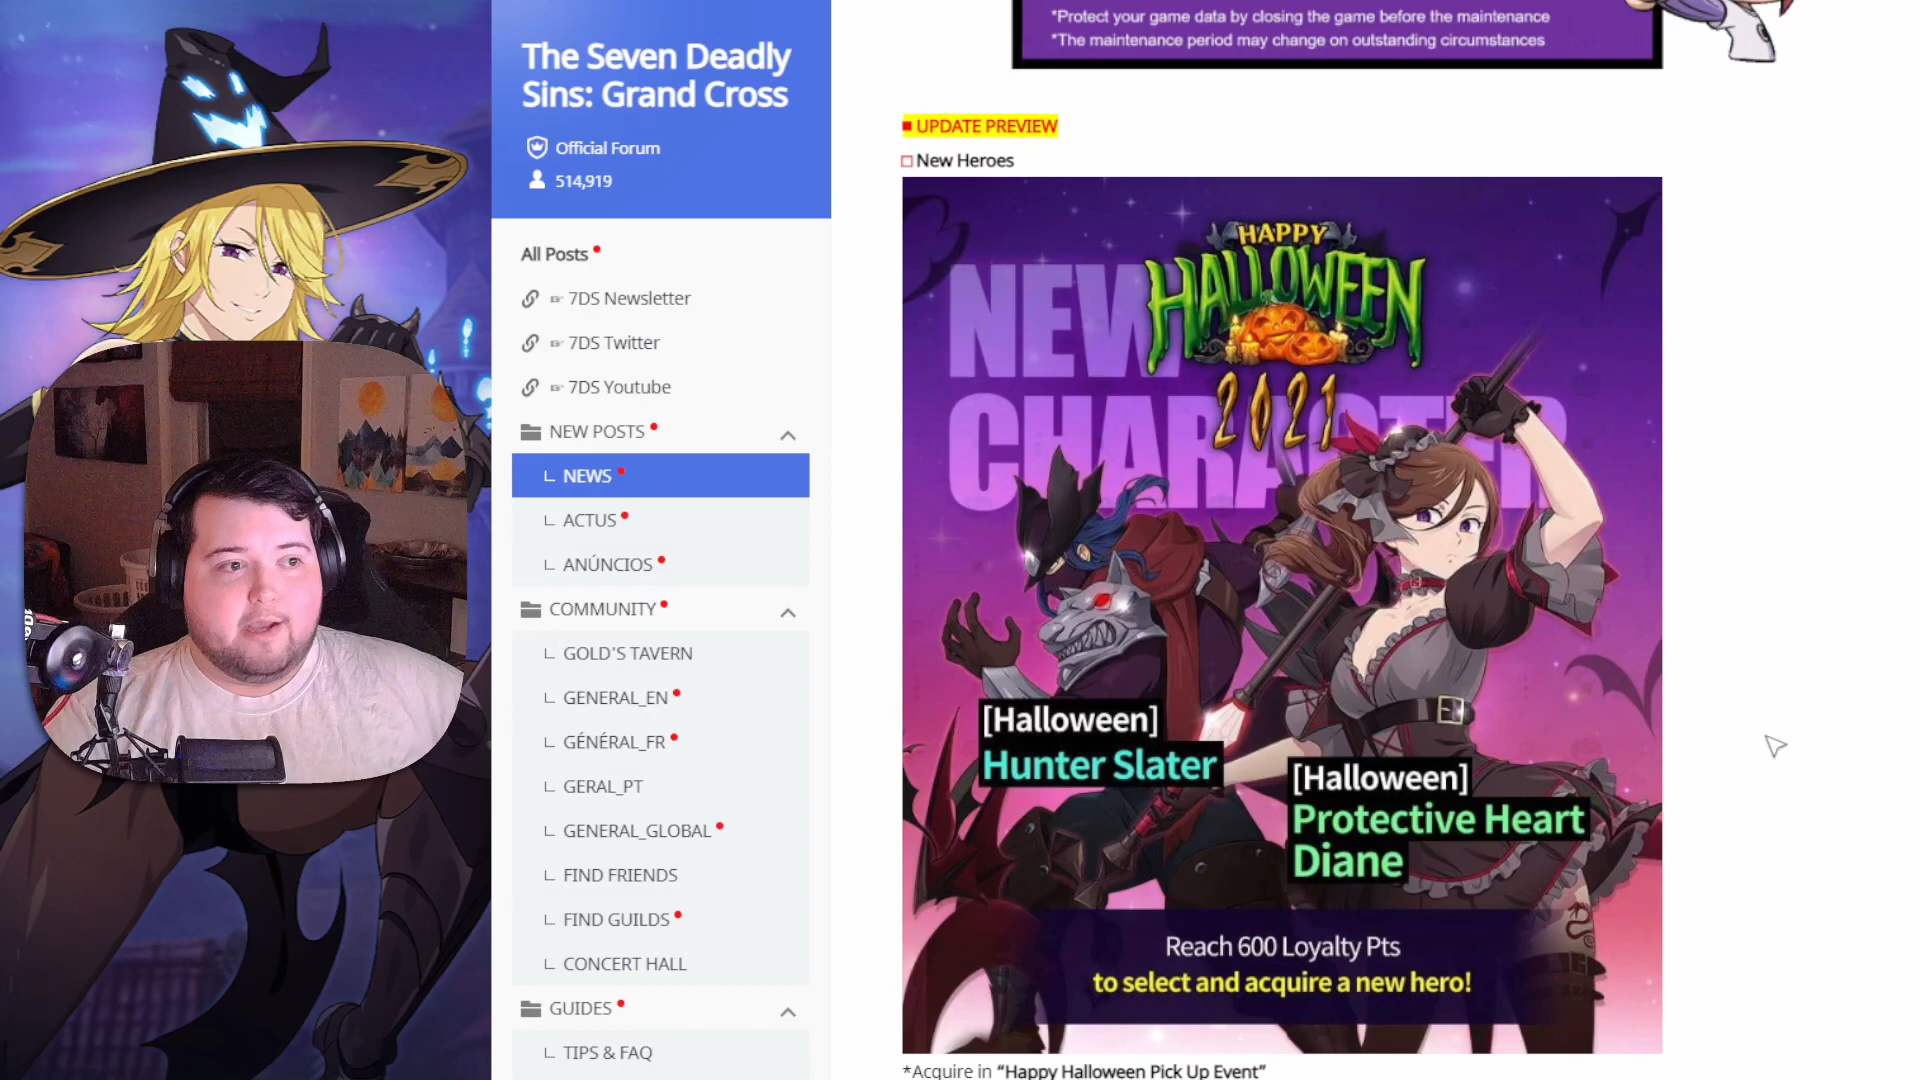 The Seven Deadly
Sins: Grand Cross
Official Forum
514,919
All Posts
7DS Newsletter
7DS Twitter
7DS Youtube
NEW POSTS
NEWS
ACTUS
ANÚNCIOS
COMMUNITY
GOLD'S TAVERN
GENERAL_EN
GÉNÉRAL_FR
GERAL_PT
GENERAL_GLOBAL
FIND FRIENDS
FIND GUILDS
CONCERT HALL
GUIDES
TIPS & FAQ
*Protect your game data by closing the game before the maintenance
*The maintenance period may change on outstanding circumstances
UPDATE PREVIEW
New Heroes
NEW
CHARACTER
HAPPY
HALLOWEEN
2021
[Halloween]
Hunter Slater
[Halloween]
Protective Heart
Diane
Reach 600 Loyalty Pts
to select and acquire a new hero!
*Acquire in “Happy Halloween Pick Up Event”